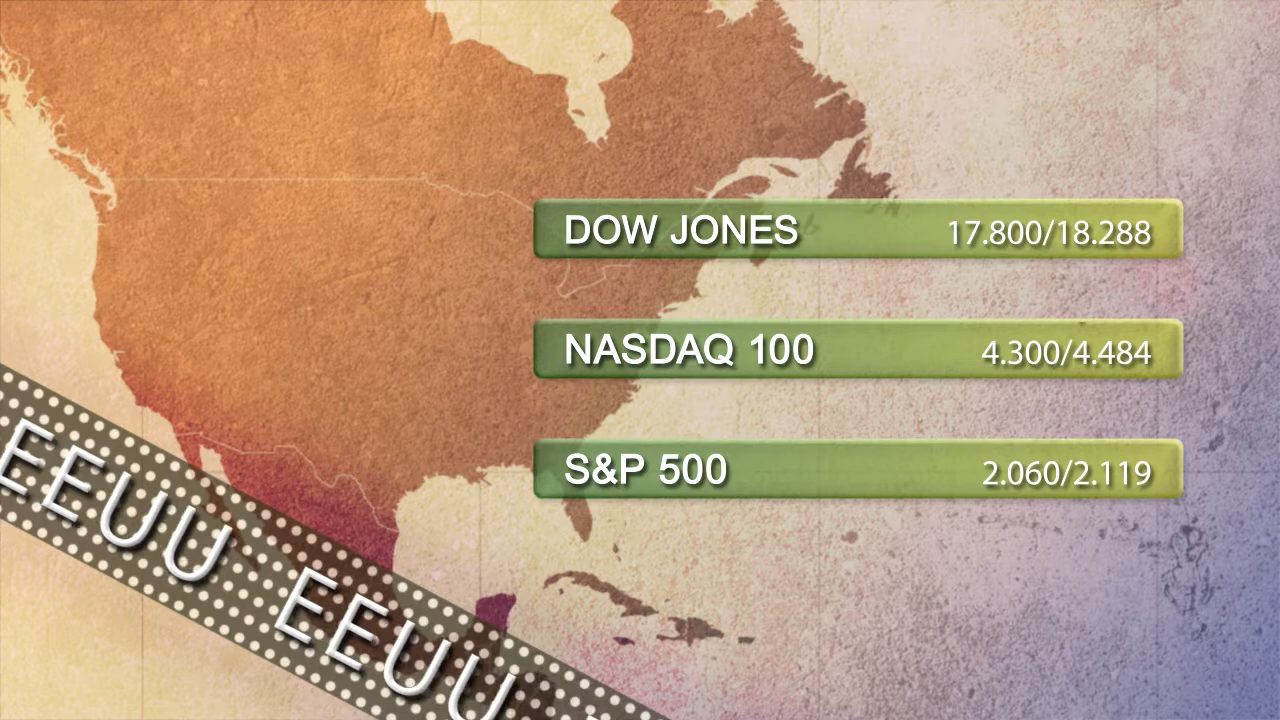 DOW JONES 17.800/18.288
NASDAQ 100 4.300/4.484
S&P 500 2.060/2.119
EEUU EEUU